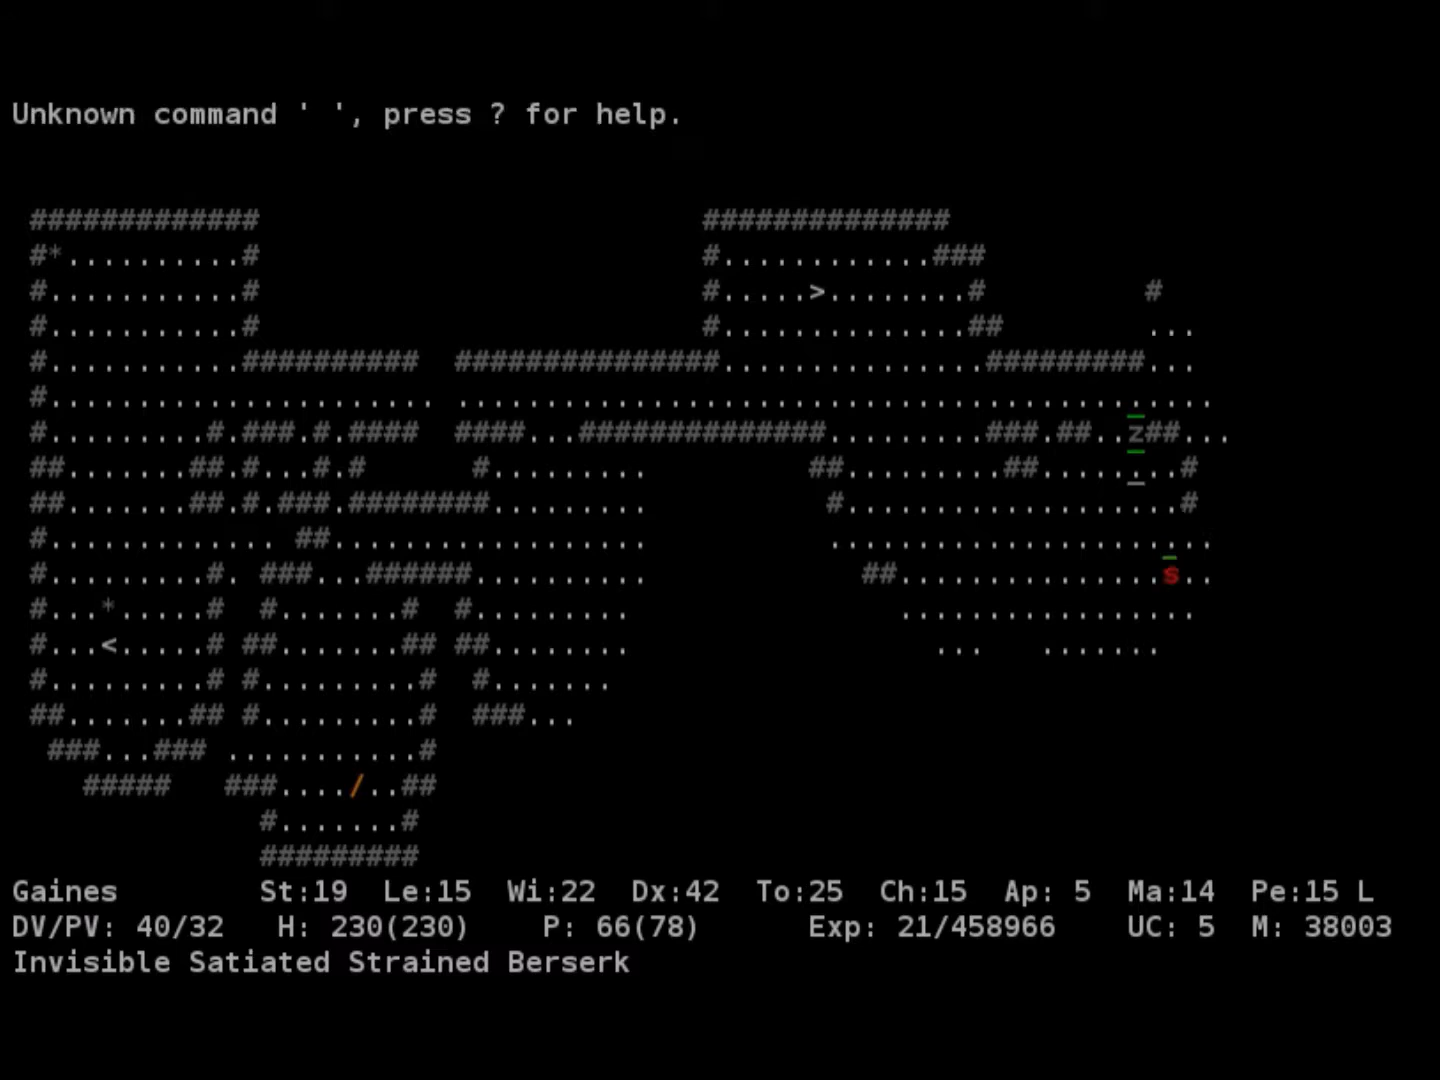 Unknown command ' ', press ? for help.
#############                         ##############
#*..........#                         #............###
#...........#                         #.....>........#         #
#...........#                         #..............##        ...
#...........##########  ###############...............#########...
#...................... ..........................................
#.........#.###.#.####  ####...##############.........###.##..z##...
##.......##.#...#.#      #.........         ##.........##........#
##.......##.#.###.########.........          #...................#
#............. ##..................          .....................
#.........#. ###...######..........            ##...............s..
#...*.....#  #.......#  #.........               .................
#...<.....# ##.......## ##........                 ...   .......
#.........# #.........#  #.......
##.......## #.........#  ###...
###...### ...........#
#####   ###..../..##
#.......#
#########
Gaines        St:19  Le:15  Wi:22  Dx:42  To:25  Ch:15  Ap: 5  Ma:14  Pe:15 L
DV/PV: 40/32   H: 230(230)    P: 66(78)      Exp: 21/458966    UC: 5  M: 38003
Invisible Satiated Strained Berserk